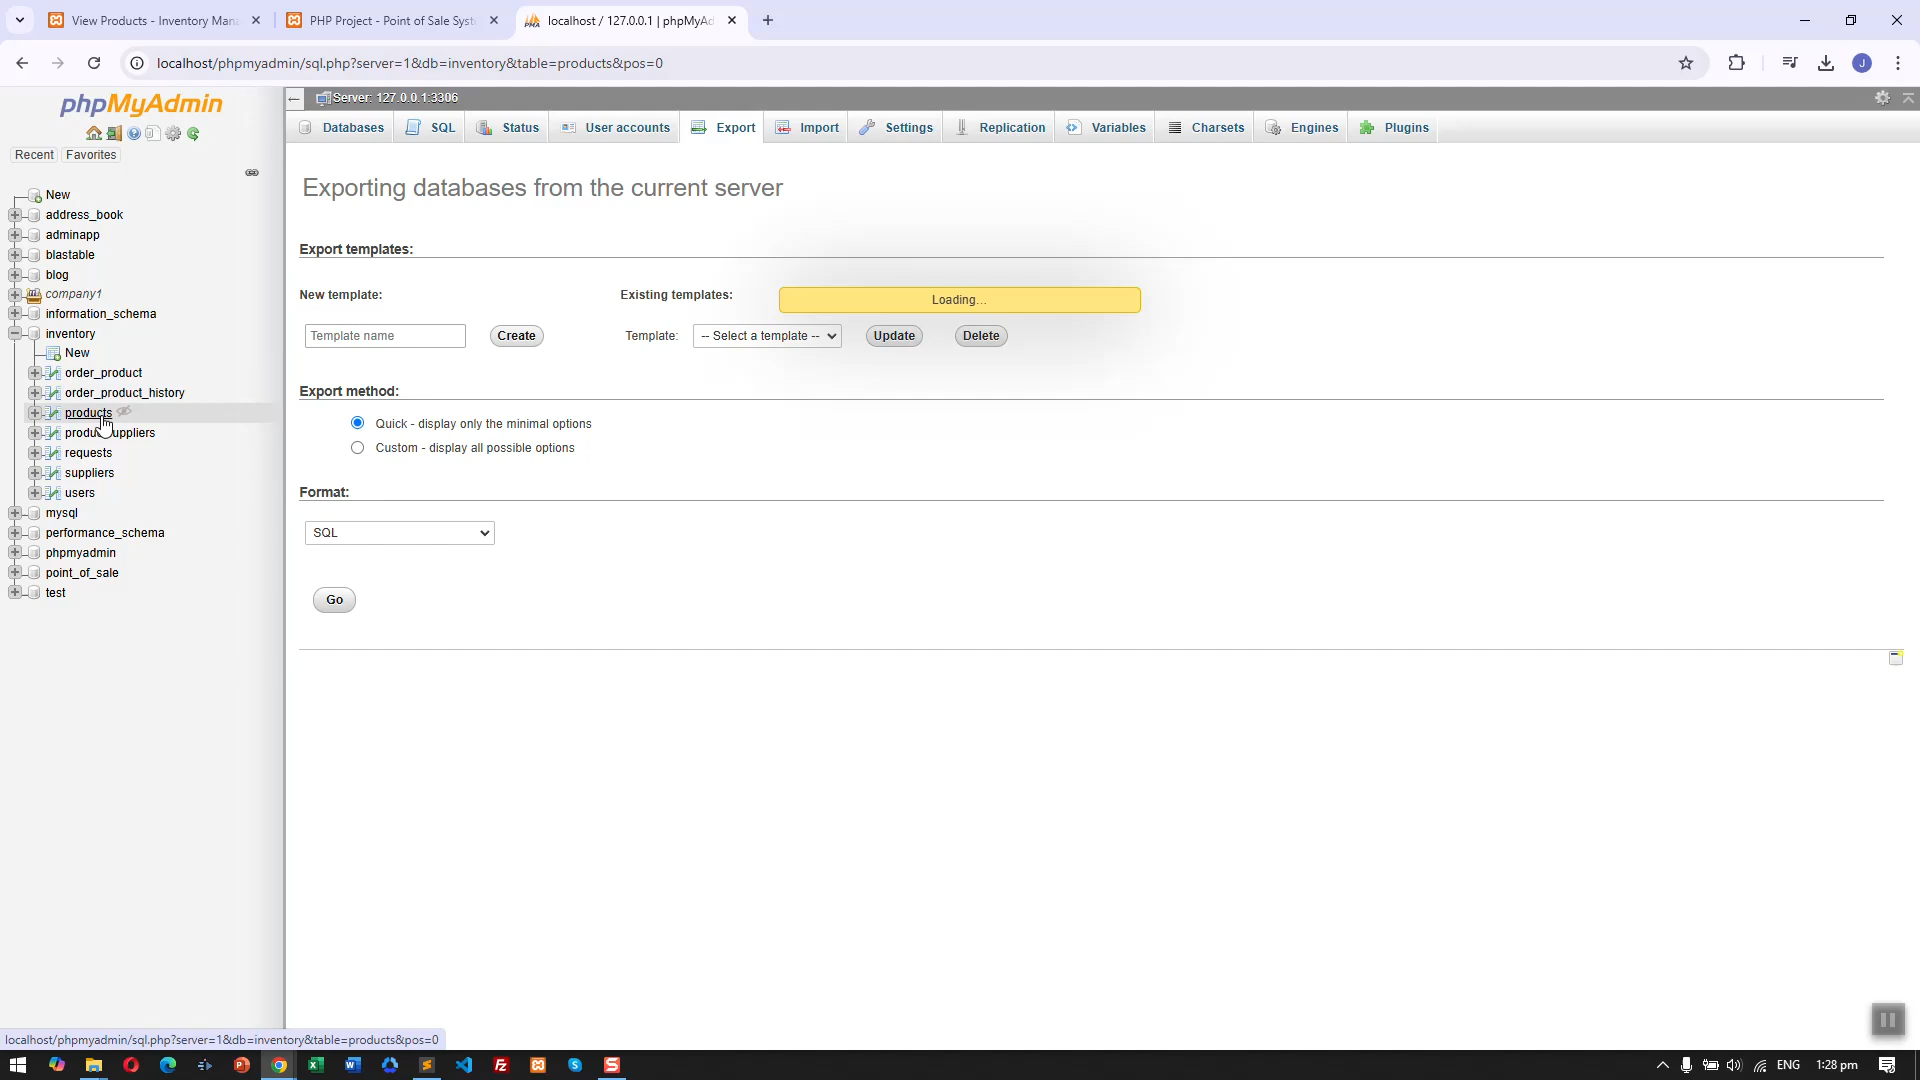 View Products - Inventory Mana
PHP Project - Point of Sale Syst
localhost / 127.0.0.1 | phpMyAd
localhost/phpmyadmin/sql.php?server=1&db=inventory&table=products&pos=0
J
phpMyAdmin
Recent
Favorites
New
address_book
adminapp
blastable
blog
company1
information_schema
inventory
New
order_product
order_product_history
products
requests
suppliers
users
mysql
performance_schema
phpmyadmin
point_of_sale
test
Server: 127.0.0.1:3306
Databases
SQL
Status
User accounts
Export
Import
Settings
Replication
Variables
Charsets
Engines
Plugins
Exporting databases from the current server
Export templates:
New template:
Template name
Create
Existing templates:
Loading…
Template:
-- Select a template --
Update
Delete
Export method:
Quick - display only the minimal options
Custom - display all possible options
Format:
SQL
Go
localhost/phpmyadmin/sql.php?server=1&db=inventory&table=products&pos=0
ENG
1:28 pm